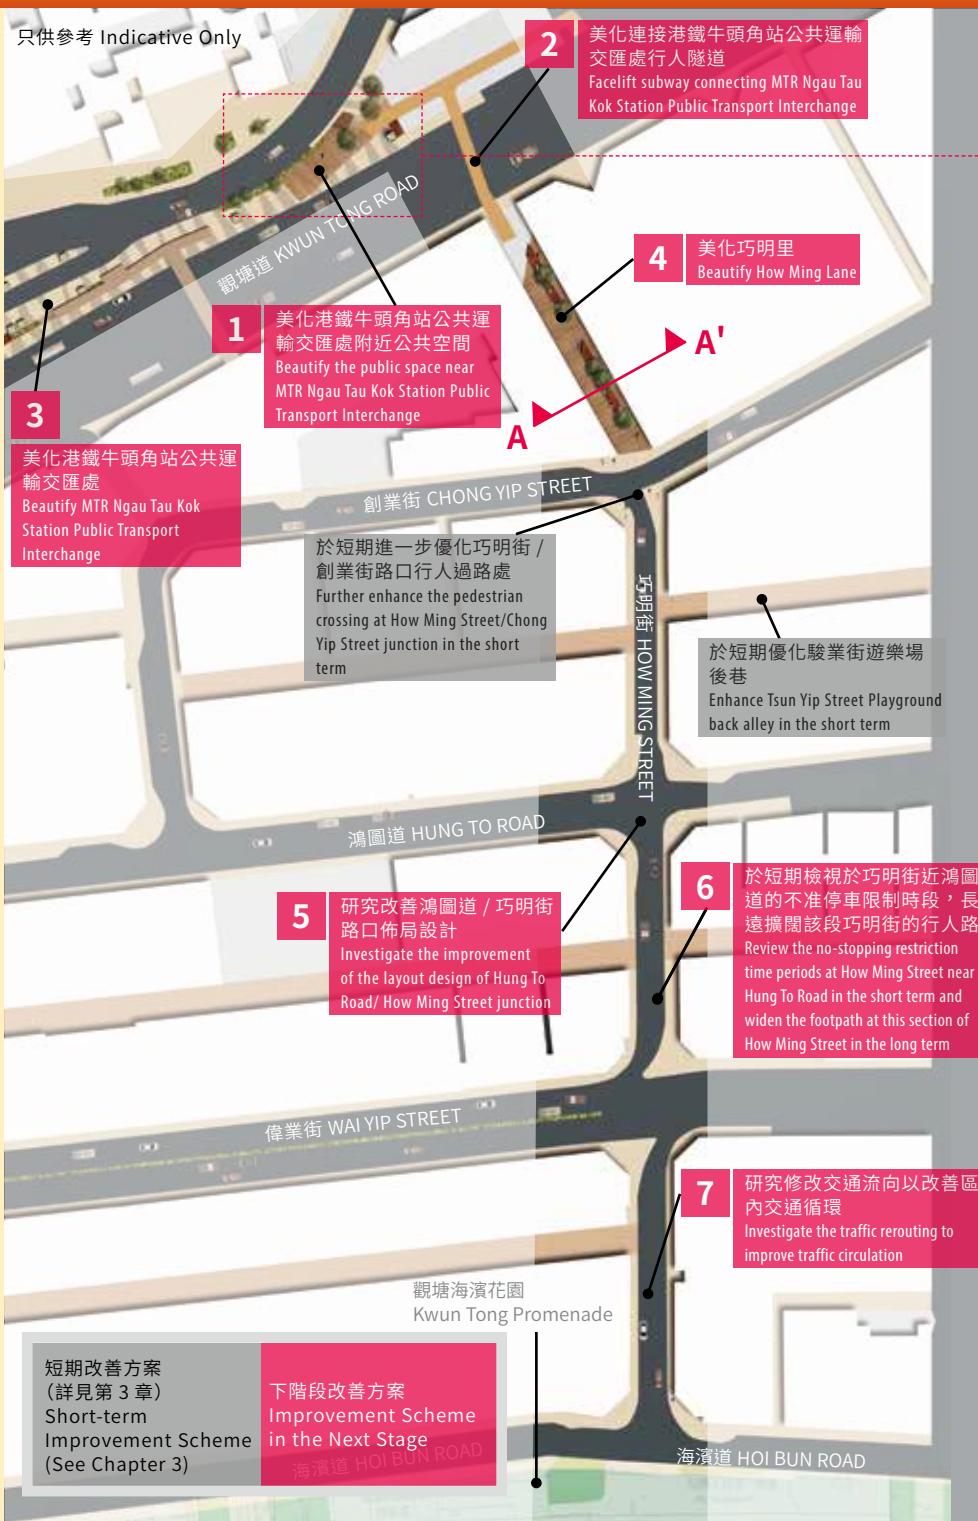 只供參考 Indicative Only
2
美化連接港鐵牛頭角站公共運輸
交匯處行人隧道
Facelift subway connecting MTR Ngau Tau
Kok Station Public Transport Interchange
觀塘道 KWUN TONG ROAD
4
美化巧明里
Beautify How Ming Lane
1
美化港鐵牛頭角站公共運
輸交匯處附近公共空間
Beautify the public space near
MTR Ngau Tau Kok Station Public
Transport Interchange
A'
A
3
美化港鐵牛頭角站公共運
輸交匯處
Beautify MTR Ngau Tau Kok
Station Public Transport
Interchange
創業街 CHONG YIP STREET
於短期進一步優化巧明街 /
創業街路口行人過路處
Further enhance the pedestrian
crossing at How Ming Street/Chong
Yip Street junction in the short
term
巧明街 HOW MING STREET
於短期優化駿業街遊樂場
後巷
Enhance Tsun Yip Street Playground
back alley in the short term
鴻圖道 HUNG TO ROAD
5
研究改善鴻圖道 / 巧明街
路口佈局設計
Investigate the improvement
of the layout design of Hung To
Road/ How Ming Street junction
6
於短期檢視於巧明街近鴻圖
道的不准停車限制時段，長
遠擴闊該段巧明街的行人路
Review the no-stopping restriction
time periods at How Ming Street near
Hung To Road in the short term and
widen the footpath at this section of
How Ming Street in the long term
偉業街 WAI YIP STREET
7
研究修改交通流向以改善區
內交通循環
Investigate the traffic rerouting to
improve traffic circulation
觀塘海濱花園
Kwun Tong Promenade
短期改善方案
（詳見第 3 章）
Short-term
Improvement Scheme
(See Chapter 3)
下階段改善方案
Improvement Scheme
in the Next Stage
海濱道 HOI BUN ROAD
海濱道 HOI BUN ROAD